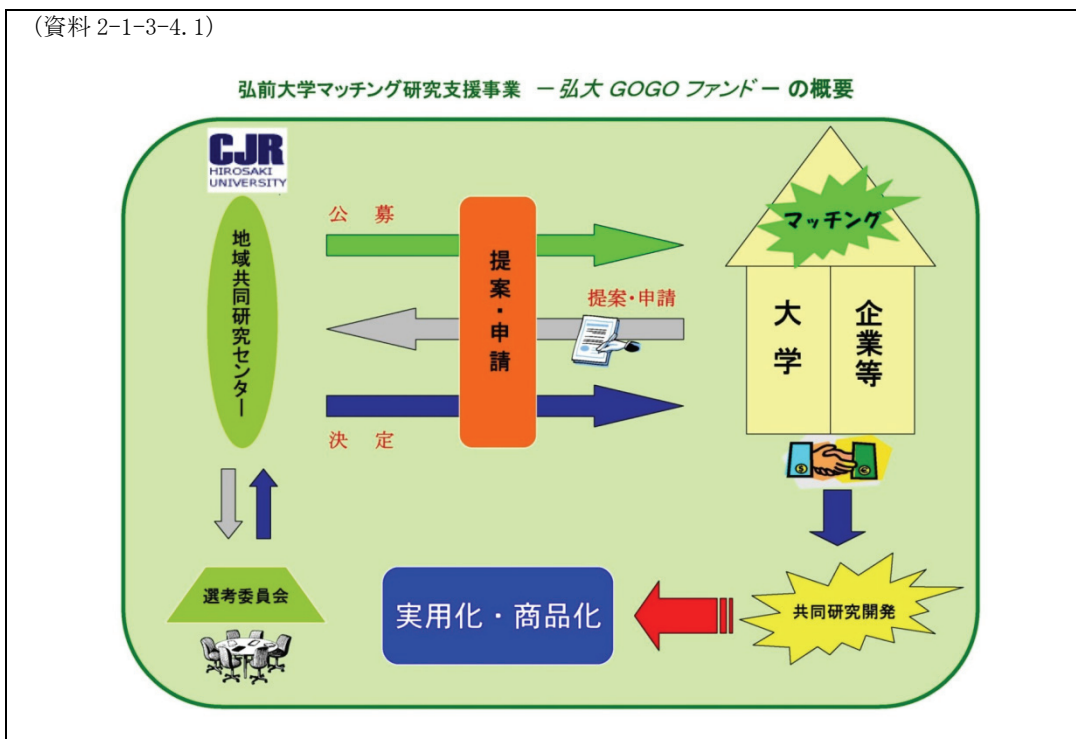 (資料 2-1-3-4.1)
弘前大学マッチング研究支援事業 －弘大 GOGO ファンド－ の概要
CJR
HIROSAKI
UNIVERSITY
地域共同研究センター
公 募
提案・申請
提案・申請
決 定
マッチング
大学
企業等
選考委員会
実用化・商品化
共同研究開発